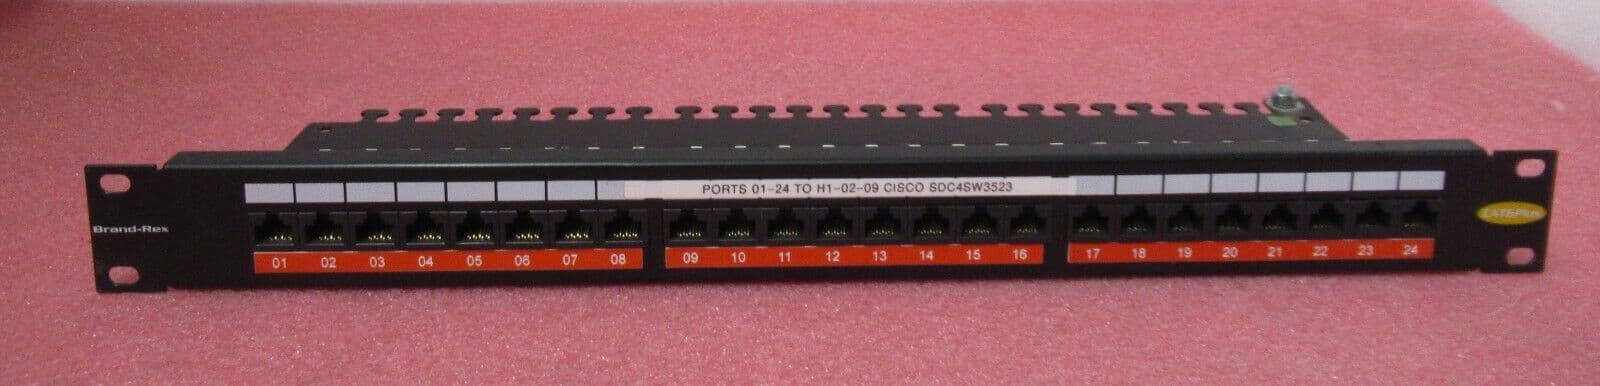 PORTS 01-24 TO H1-02-09 CISCO SDC4SW3523
Brand-Rex
CAT6Plus
01 02 03 04 05 06 07 08 09 10 11 12 13 14 15 16 17 18 19 20 21 22 23 24